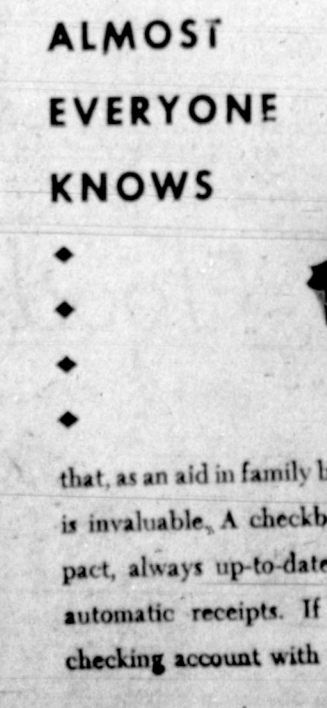 ALMOST
EVERYONE
KNOWS
that, as an aid in family
is invaluable. A
pact, always up-to-date
automatic receipts. If
checking account with